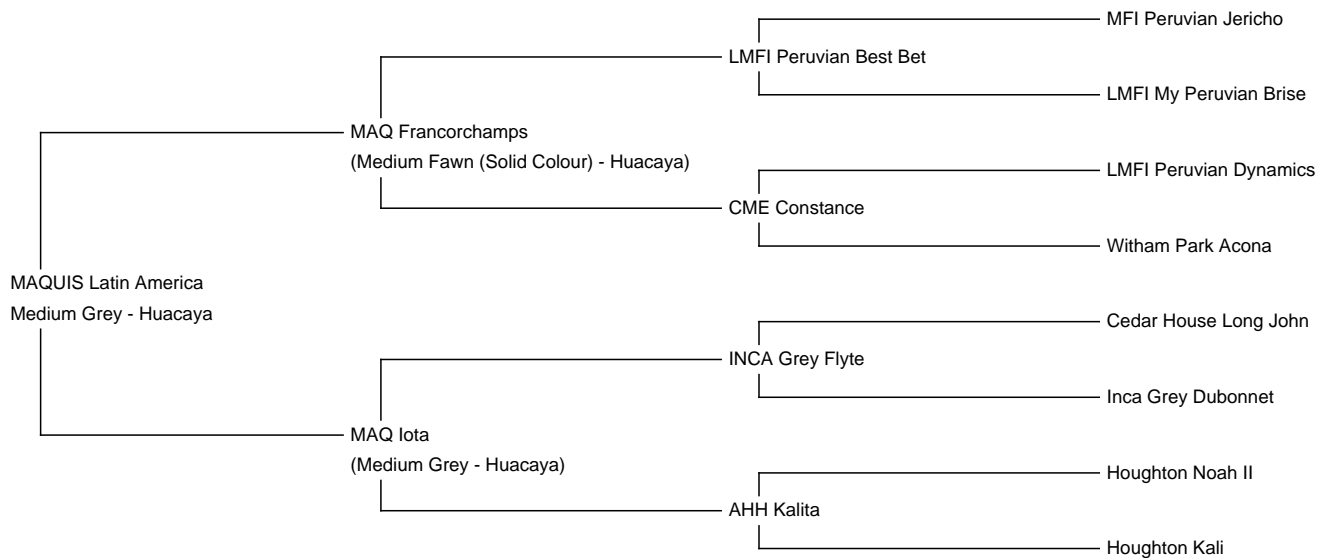 MFI Peruvian Jericho
LMFI Peruvian Best Bet
LMFI My Peruvian Brise
MAQ Francorchamps
(Medium Fawn (Solid Colour) - Huacaya)
LMFI Peruvian Dynamics
CME Constance
Witham Park Acona
MAQUIS Latin America
Medium Grey - Huacaya
Cedar House Long John
INCA Grey Flyte
Inca Grey Dubonnet
MAQ Iota
(Medium Grey - Huacaya)
Houghton Noah II
AHH Kalita
Houghton Kali